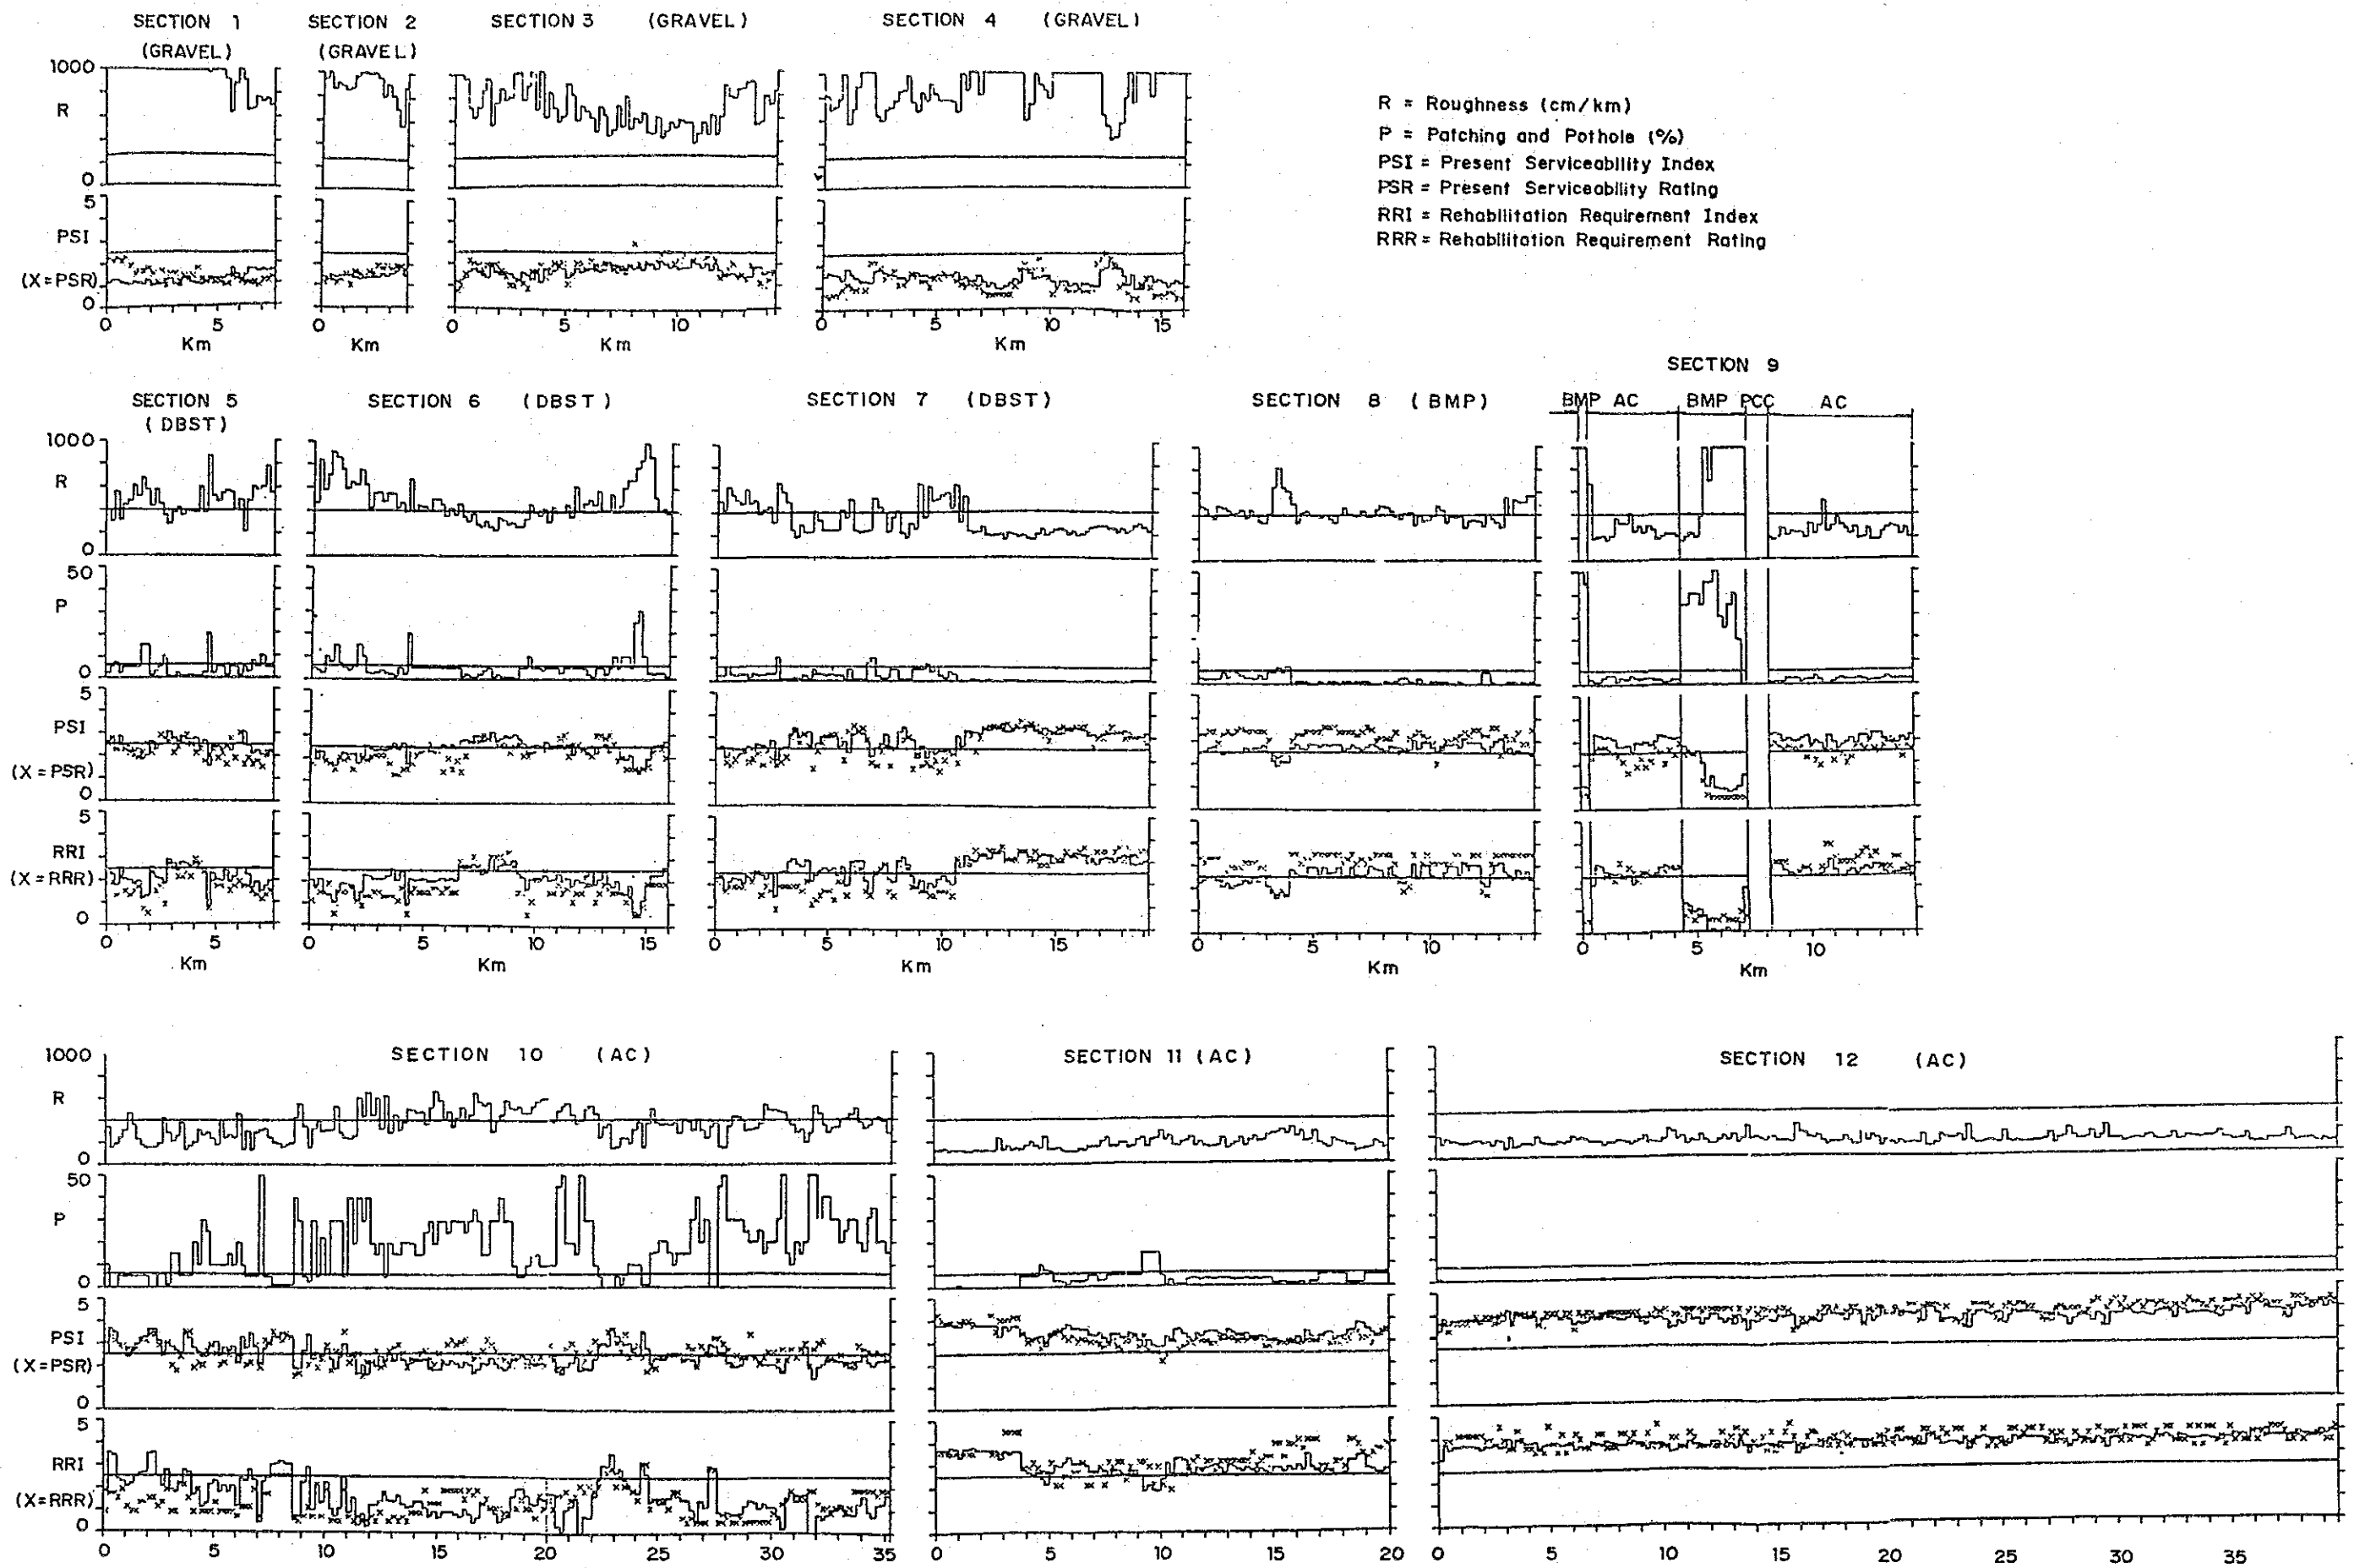 SECTION 1
(GRAVEL)
SECTION 2
(GRAVEL)
SECTION 3 (GRAVEL)
SECTION 4 (GRAVEL)
1000
R
0
5
PSI
(X=PSR)
0
0 5
Km
0
Km
0 5 10
Km
0 5 10 15
Km
R = Roughness (cm/km)
P = Patching and Pothole (%)
PSI = Present Serviceability Index
PSR = Present Serviceability Rating
RRI = Rehabilitation Requirement Index
RRR = Rehabilitation Requirement Rating
SECTION 5
(DBST)
SECTION 6 (DBST)
SECTION 7 (DBST)
SECTION 8 (BMP)
SECTION 9
BMP AC BMP PCC AC
1000
R
0
50
P
0
5
PSI
(X=PSR)
0
5
RRI
(X=RRR)
0
0 5
Km
0 5 10 15
Km
0 5 10 15
Km
0 5 10
Km
0 5 10
Km
SECTION 10 (AC)
SECTION 11 (AC)
SECTION 12 (AC)
1000
R
0
50
P
0
5
PSI
(X=PSR)
0
5
RRI
(X=RRR)
0
0 5 10 15 20 25 30 35
0 5 10 15 20
0 5 10 15 20 25 30 35